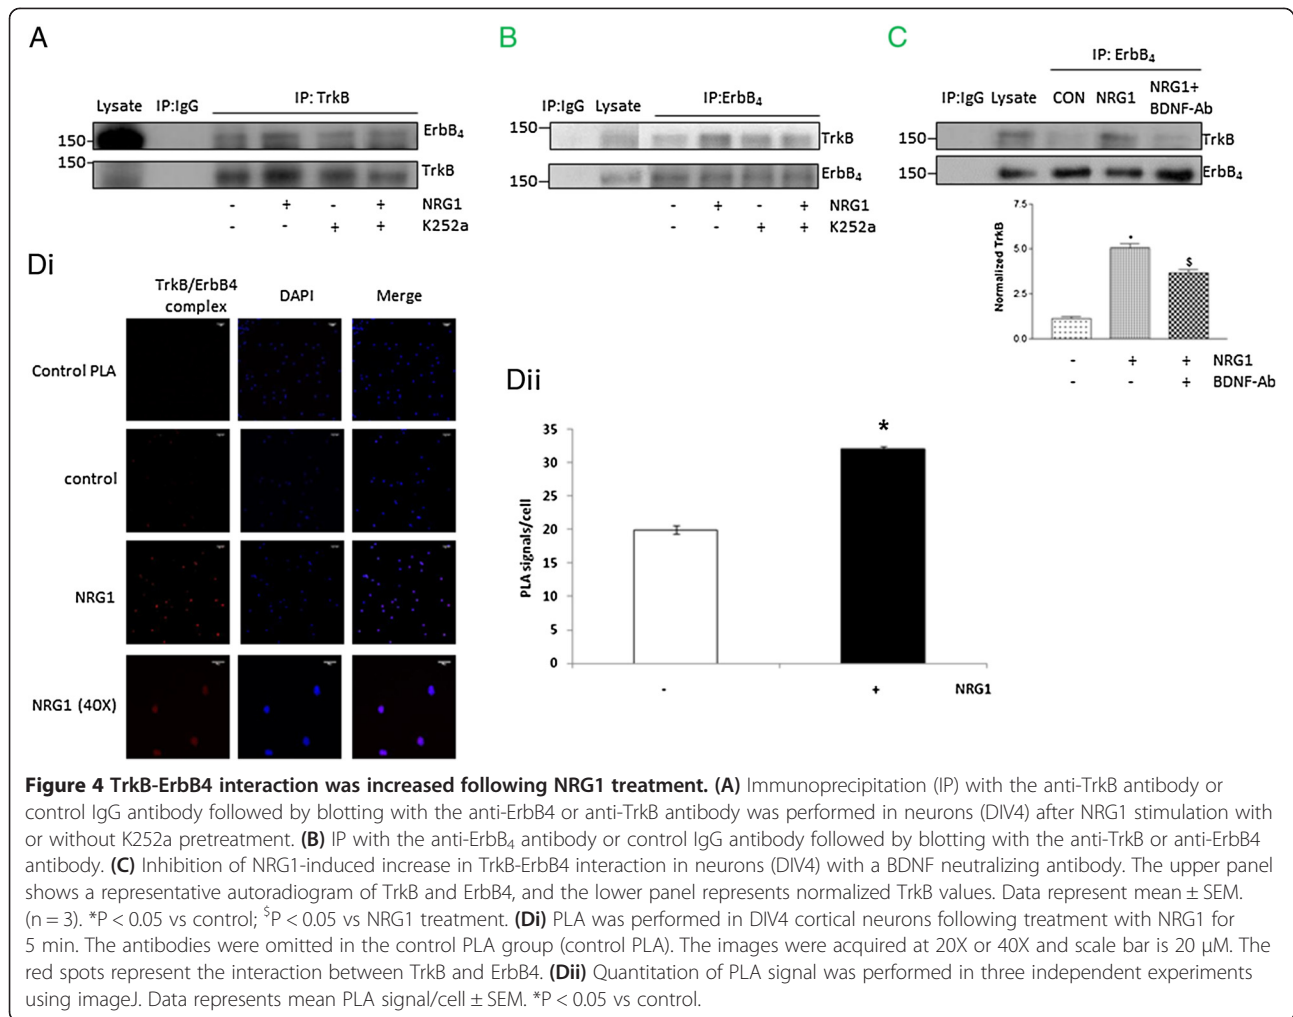 A
Lysate IP:IgG IP: TrkB
150 ErbB₄
150 TrkB
- + - + NRG1
- - + + K252a
B
IP:IgG Lysate IP:ErbB₄
150 TrkB
150 ErbB₄
- + - + NRG1
- - + + K252a
C
IP: ErbB₄
IP:IgG Lysate CON NRG1 NRG1+
BDNF-Ab
150 TrkB
150 ErbB₄
Normalized TrkB
7.5
5.0
2.5
0.0
* $
- + + NRG1
- - + BDNF-Ab
Di
TrkB/ErbB4
complex DAPI Merge
Control PLA
control
NRG1
NRG1 (40X)
Dii
PLA signals/cell
35
30
25
20
15
10
5
0
*
- + NRG1
Figure 4 TrkB-ErbB4 interaction was increased following NRG1 treatment. (A) Immunoprecipitation (IP) with the anti-TrkB antibody or
control IgG antibody followed by blotting with the anti-ErbB4 or anti-TrkB antibody was performed in neurons (DIV4) after NRG1 stimulation with
or without K252a pretreatment. (B) IP with the anti-ErbB₄ antibody or control IgG antibody followed by blotting with the anti-TrkB or anti-ErbB4
antibody. (C) Inhibition of NRG1-induced increase in TrkB-ErbB4 interaction in neurons (DIV4) with a BDNF neutralizing antibody. The upper panel
shows a representative autoradiogram of TrkB and ErbB4, and the lower panel represents normalized TrkB values. Data represent mean ± SEM.
(n = 3). *P < 0.05 vs control; $P < 0.05 vs NRG1 treatment. (Di) PLA was performed in DIV4 cortical neurons following treatment with NRG1 for
5 min. The antibodies were omitted in the control PLA group (control PLA). The images were acquired at 20X or 40X and scale bar is 20 μM. The
red spots represent the interaction between TrkB and ErbB4. (Dii) Quantitation of PLA signal was performed in three independent experiments
using imageJ. Data represents mean PLA signal/cell ± SEM. *P < 0.05 vs control.